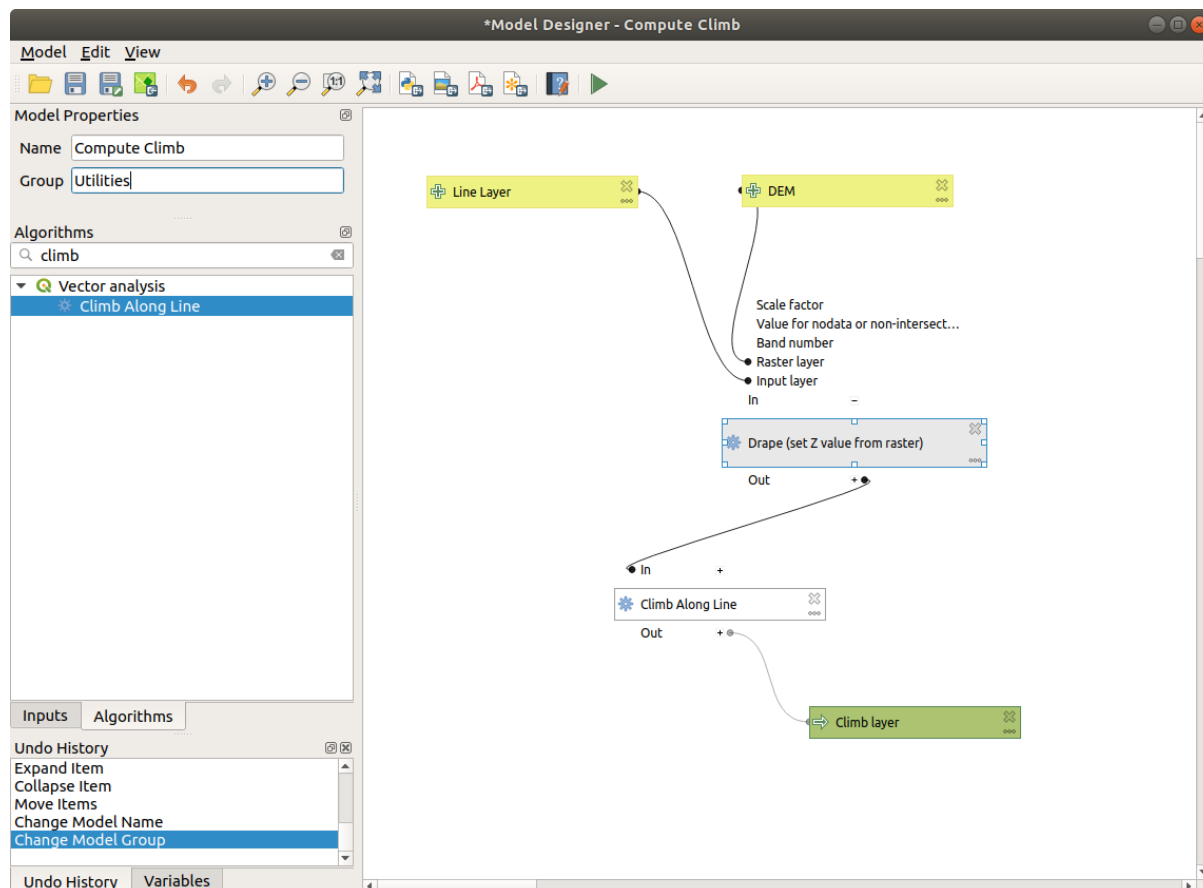 *Model Designer - Compute Climb
Model Edit View
Model Properties
Name Compute Climb
Group Utilities
Algorithms
climb
Vector analysis
Climb Along Line
Inputs Algorithms
Undo History
Expand Item
Collapse Item
Move Items
Change Model Name
Change Model Group
Undo History Variables
Line Layer
DEM
Scale factor
Value for nodata or non-intersect...
Band number
Raster layer
Input layer
In −
Drape (set Z value from raster)
Out +
In +
Climb Along Line
Out +
Climb layer